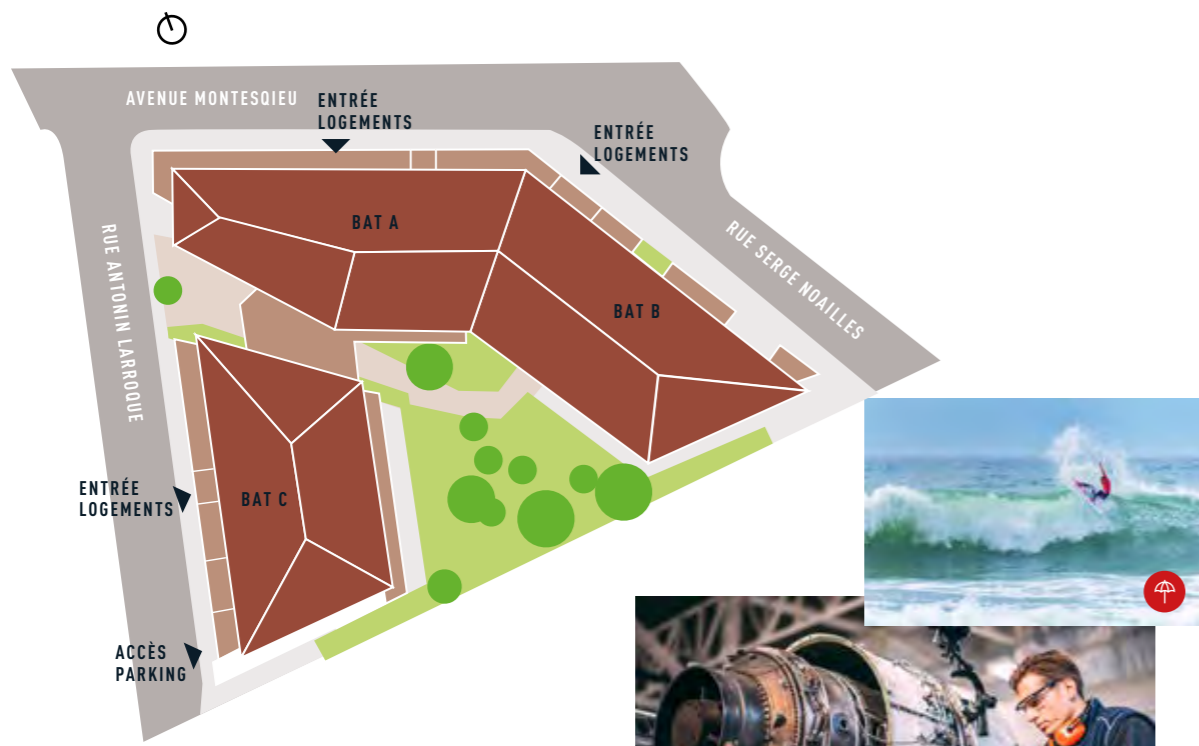 AVENUE MONTESQIEU
ENTRÉE
LOGEMENTS
ENTRÉE
LOGEMENTS
BAT A
RUE ANTONIN LARROQUE
RUE SERGE NOAILLES
BAT B
ENTRÉE
LOGEMENTS
BAT C
ACCÈS
PARKING